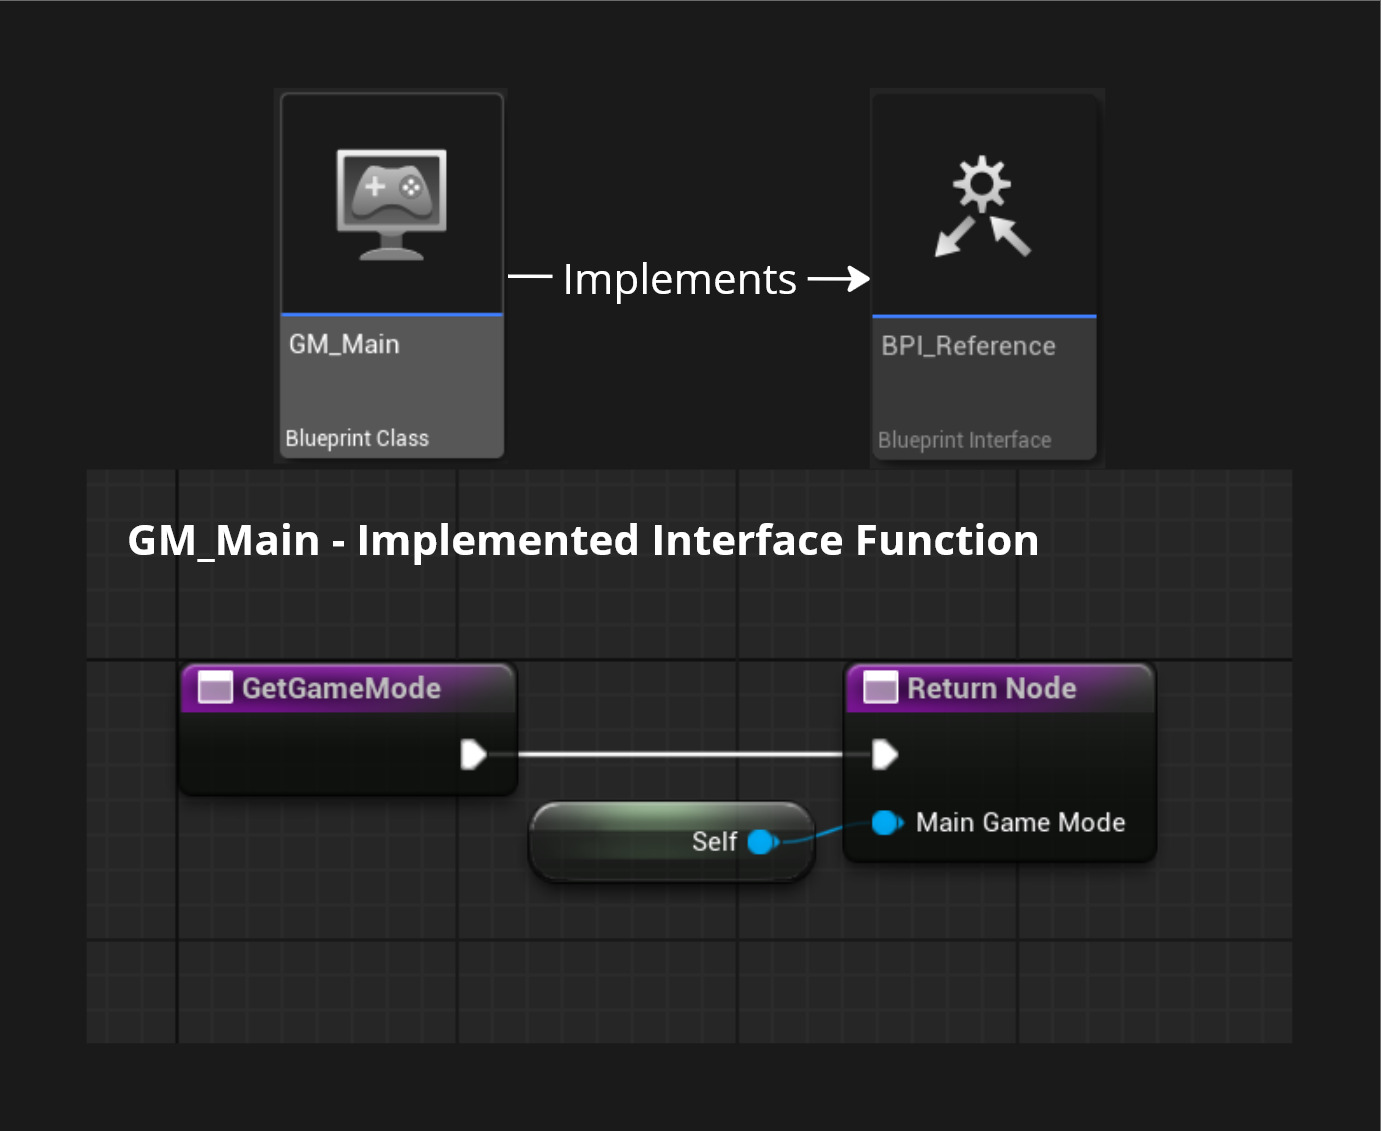 Implements
GM_Main
Blueprint Class
BPI_Reference
Blueprint Interface
GM_Main - Implemented Interface Function
GetGameMode
Return Node
Self
Main Game Mode